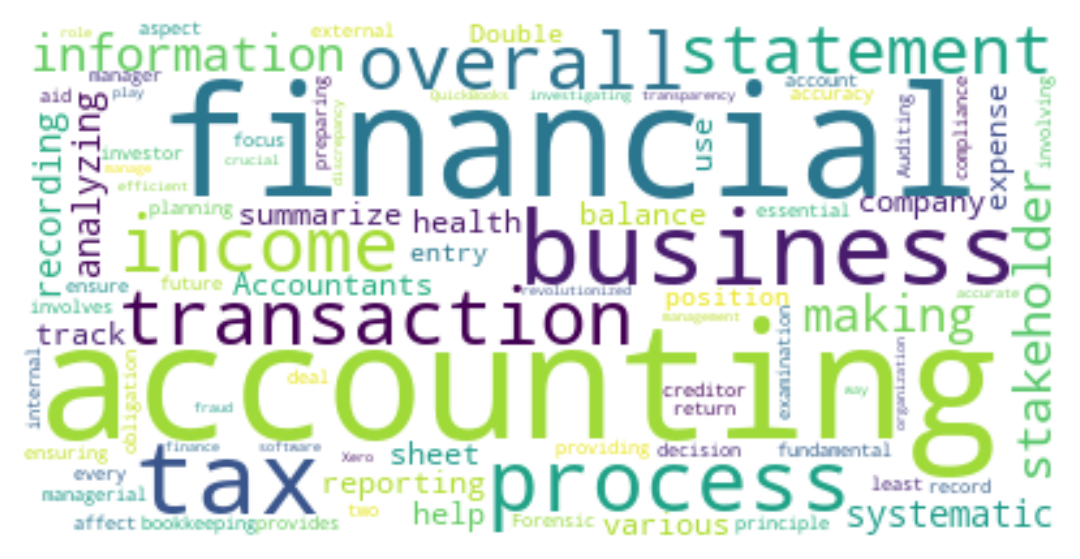 role aspect external Double
information overall statement
manager account
aid play QuickBooks investigating transparency accuracy
financial
recording analyzing preparing discrepancy use Auditing compliance expense involving
investor focus
manage crucial
efficient
planning summarize health balance essential company
income entry business stakeholder
ensure future Accountants revolutionized position accurate
involves transaction management making
track
accounting
internal obligation deal creditor examination way organization
fraud return
ensuring finance software Xero sheet providing decision fundamental
every tax process
managerial reporting least record
affect bookkeeping provides two help Forensic various principle systematic